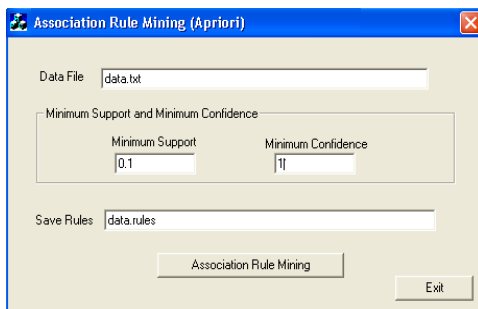 Association Rule Mining (Apriori)
Data File data.txt
Minimum Support and Minimum Confidence
Minimum Support Minimum Confidence
0.1 1
Save Rules data.rules
Association Rule Mining
Exit